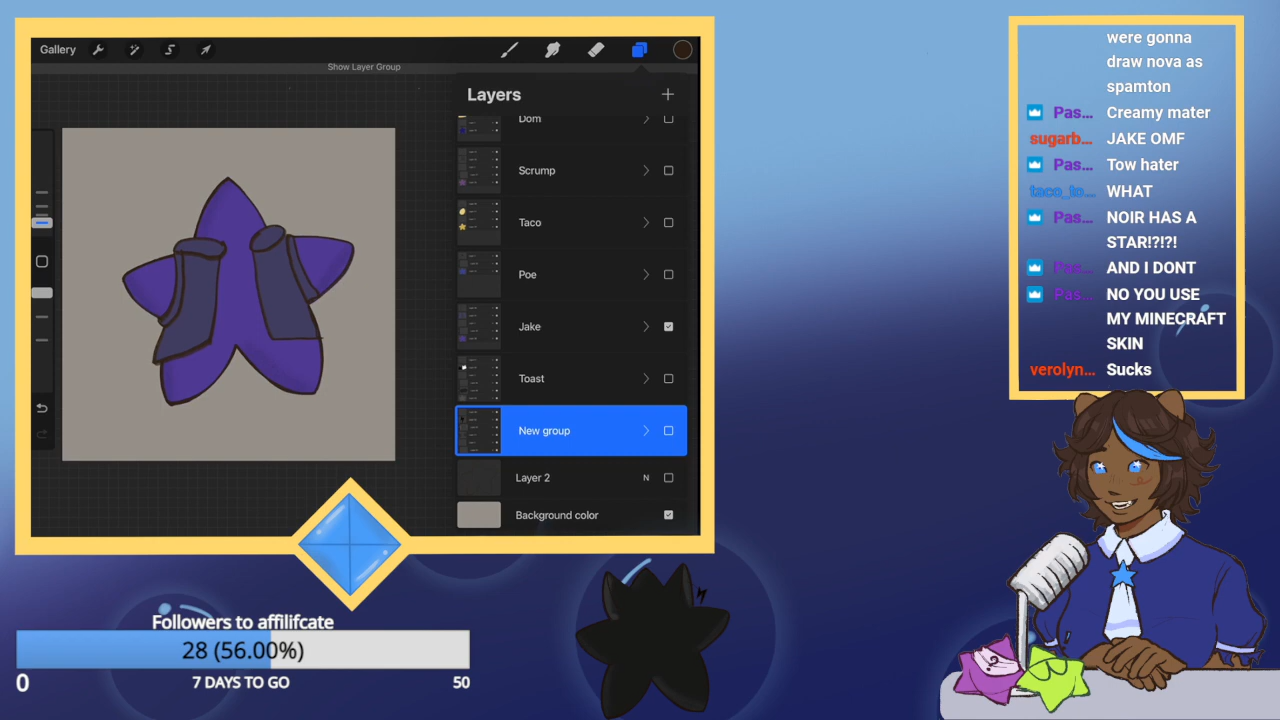 Gallery
Show Layer Group
Layers
Dom
Scrump
Taco
Poe
Jake
Toast
New group
Layer 2 N
Background color
were gonna
draw nova as
spamton
Pas... Creamy mater
sugarb... JAKE OMF
Pas... Tow hater
taco_to... WHAT
Pas... NOIR HAS A
STAR!?!?!
Pas... AND I DONT
Pas... NO YOU USE
MY MINECRAFT
SKIN
verolyn... Sucks
Followers to affilifcate
28 (56.00%)
0 7 DAYS TO GO 50